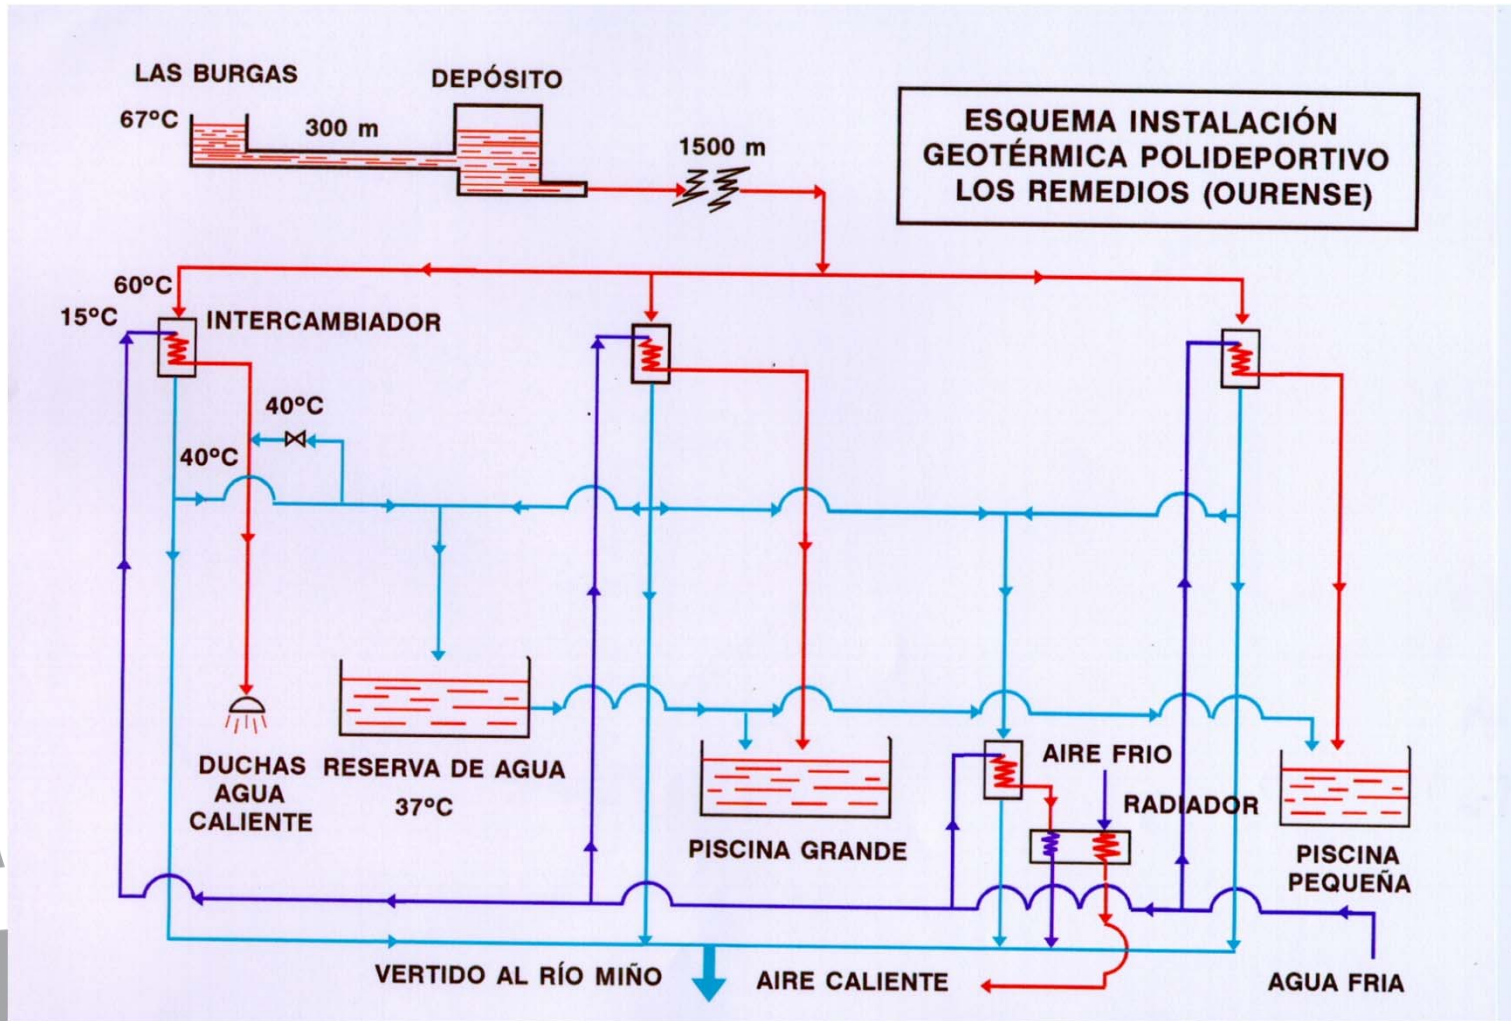 LAS BURGAS
DEPÓSITO
67ºC
300 m
1500 m
ESQUEMA INSTALACIÓN
GEOTÉRMICA POLIDEPORTIVO
LOS REMEDIOS (OURENSE)
60ºC
15ºC
INTERCAMBIADOR
40ºC
40ºC
DUCHAS
AGUA
CALIENTE
RESERVA DE AGUA
37ºC
AIRE FRIO
RADIADOR
PISCINA GRANDE
PISCINA
PEQUEÑA
VERTIDO AL RÍO MIÑO
AIRE CALIENTE
AGUA FRIA